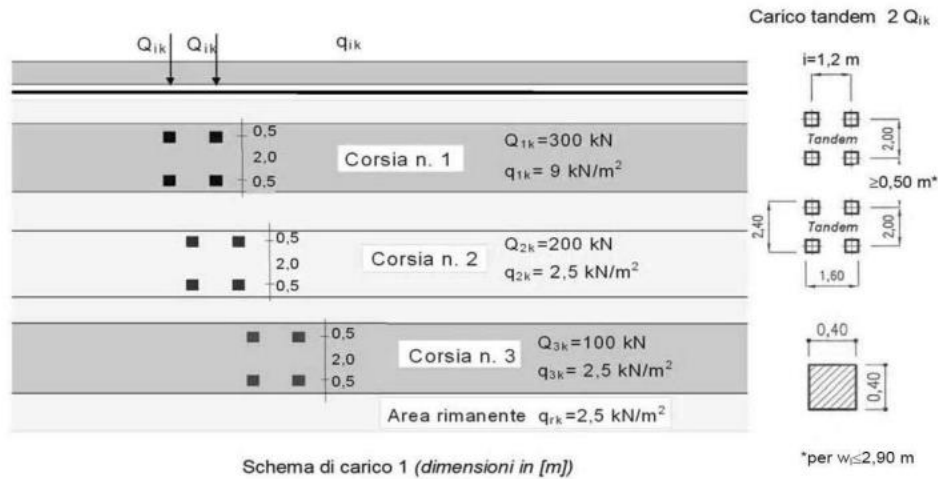 Carico tandem 2 Qik
Qik Qik qik
i=1,2 m
0,5
2,0
0,5
Corsia n. 1
Q1k=300 kN
q1k= 9 kN/m²
Tandem
2,00
≥0,50 m*
0,5
2,0
0,5
Corsia n. 2
Q2k=200 kN
q2k= 2,5 kN/m²
2,40
Tandem
2,00
1,60
0,5
2,0
0,5
Corsia n. 3
Q3k=100 kN
q3k= 2,5 kN/m²
0,40
0,40
Area rimanente qrk=2,5 kN/m²
Schema di carico 1 (dimensioni in [m])
*per wl≤2,90 m